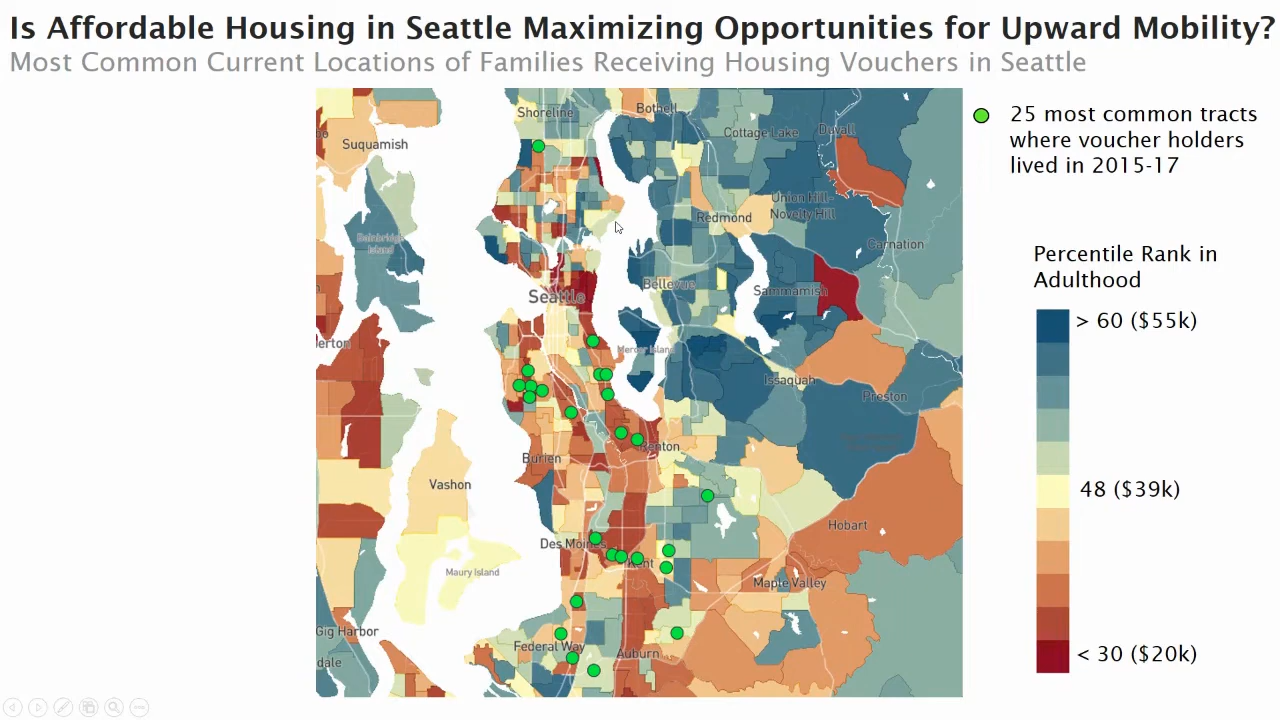 Is Affordable Housing in Seattle Maximizing Opportunities for Upward Mobility?
Most Common Current Locations of Families Receiving Housing Vouchers in Seattle
25 most common tracts
where voucher holders
lived in 2015-17
Percentile Rank in
Adulthood
> 60 ($55k)
48 ($39k)
< 30 ($20k)
Shoreline
Bothell
Cottage Lake
Duvall
Suquamish
Union Hill-
Novelty Hill
Redmond
Bainbridge
Island
Carnation
Bellevue
Sammamish
Seattle
erton
Mercer Island
Issaquah
Preston
Renton
Burien
Vashon
Hobart
Des Moines
Kent
Maury Island
Maple Valley
Gig Harbor
Federal Way
Auburn
dale